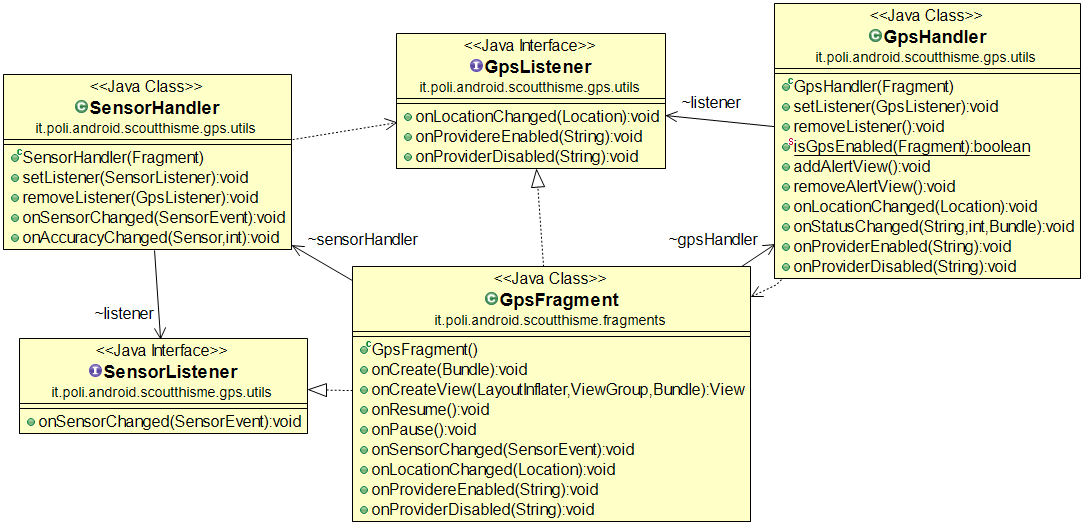 <<Java Class>>
SensorHandler
it.poli.android.scoutthisme.gps.utils
SensorHandler(Fragment)
setListener(SensorListener):void
removeListener(GpsListener):void
onSensorChanged(SensorEvent):void
onAccuracyChanged(Sensor,int):void
<<Java Interface>>
GpsListener
it.poli.android.scoutthisme.gps.utils
onLocationChanged(Location):void
onProvidereEnabled(String):void
onProviderDisabled(String):void
~listener
<<Java Class>>
GpsHandler
it.poli.android.scoutthisme.gps.utils
GpsHandler(Fragment)
setListener(GpsListener):void
removeListener():void
isGpsEnabled(Fragment):boolean
addAlertView():void
removeAlertView():void
onLocationChanged(Location):void
onStatusChanged(String,int,Bundle):void
onProviderEnabled(String):void
onProviderDisabled(String):void
~sensorHandler
~gpsHandler
~listener
<<Java Interface>>
SensorListener
it.poli.android.scoutthisme.gps.utils
onSensorChanged(SensorEvent):void
<<Java Class>>
GpsFragment
it.poli.android.scoutthisme.fragments
GpsFragment()
onCreate(Bundle):void
onCreateView(LayoutInflater,ViewGroup,Bundle):View
onResume():void
onPause():void
onSensorChanged(SensorEvent):void
onLocationChanged(Location):void
onProvidereEnabled(String):void
onProviderDisabled(String):void